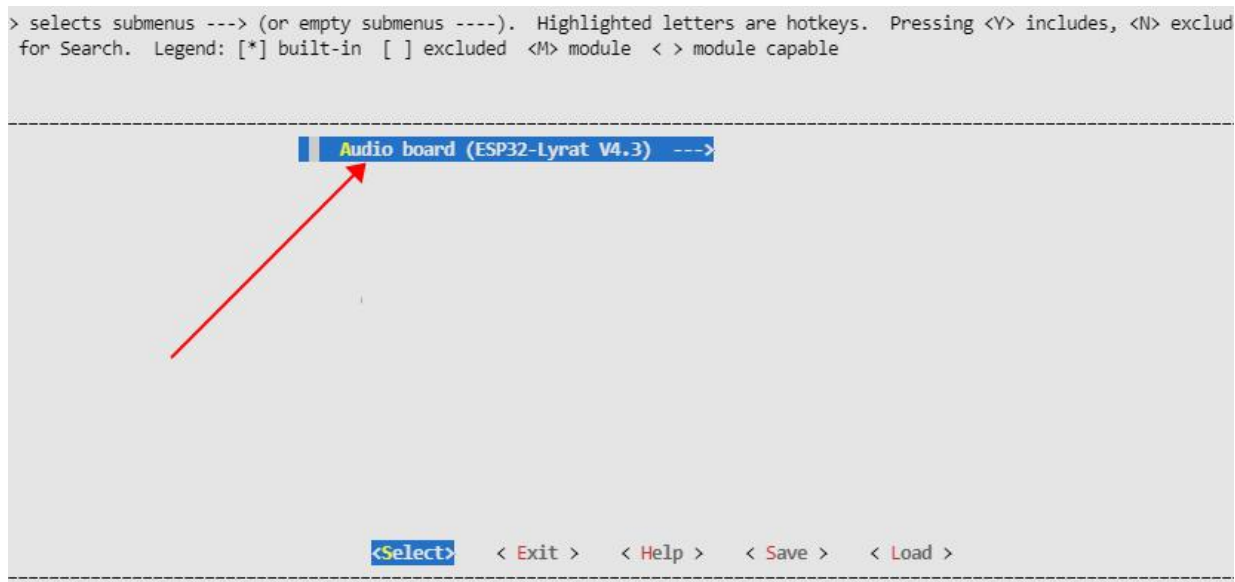 > selects submenus ---> (or empty submenus ----).  Highlighted letters are hotkeys.  Pressing <Y> includes, <N> exclud
for Search.  Legend: [*] built-in  [ ] excluded  <M> module  < > module capable
Audio board (ESP32-Lyrat V4.3)  --->
<Select>    < Exit >    < Help >    < Save >    < Load >